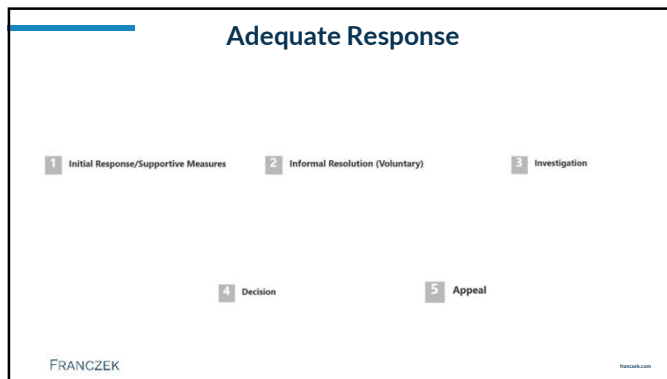 Adequate Response
1 Initial Response/Supportive Measures
2 Informal Resolution (Voluntary)
3 Investigation
4 Decision
5 Appeal
FRANCZEK
franczek.com